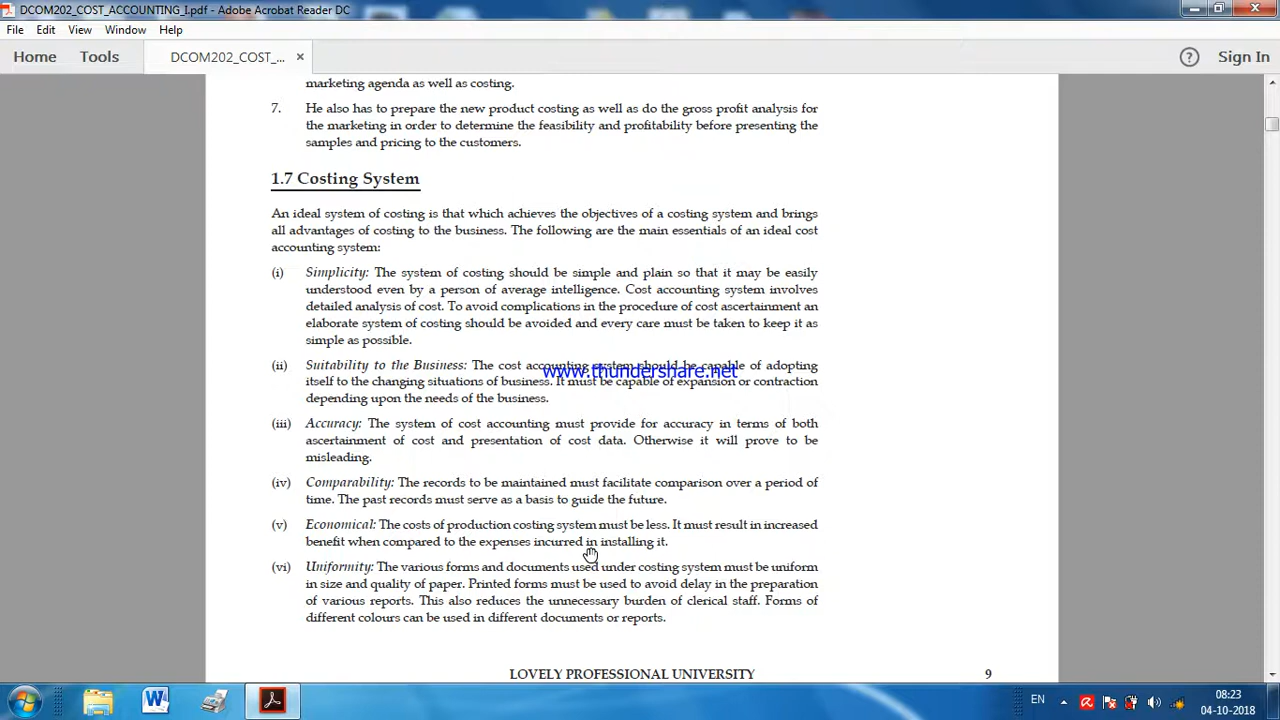 DCOM202_COST_ACCOUNTING_I.pdf - Adobe Acrobat Reader DC
File Edit View Window Help
Home Tools DCOM202_COST_... × ? Sign In
marketing agenda as well as costing.
7. He also has to prepare the new product costing as well as do the gross profit analysis for
the marketing in order to determine the feasibility and profitability before presenting the
samples and pricing to the customers.
1.7 Costing System
An ideal system of costing is that which achieves the objectives of a costing system and brings
all advantages of costing to the business. The following are the main essentials of an ideal cost
accounting system:
(i) Simplicity: The system of costing should be simple and plain so that it may be easily
understood even by a person of average intelligence. Cost accounting system involves
detailed analysis of cost. To avoid complications in the procedure of cost ascertainment an
elaborate system of costing should be avoided and every care must be taken to keep it as
simple as possible.
(ii) Suitability to the Business: The cost accounting system should be capable of adopting
www.thundershare.net
itself to the changing situations of business. It must be capable of expansion or contraction
depending upon the needs of the business.
(iii) Accuracy: The system of cost accounting must provide for accuracy in terms of both
ascertainment of cost and presentation of cost data. Otherwise it will prove to be
misleading.
(iv) Comparability: The records to be maintained must facilitate comparison over a period of
time. The past records must serve as a basis to guide the future.
(v) Economical: The costs of production costing system must be less. It must result in increased
benefit when compared to the expenses incurred in installing it.
(vi) Uniformity: The various forms and documents used under costing system must be uniform
in size and quality of paper. Printed forms must be used to avoid delay in the preparation
of various reports. This also reduces the unnecessary burden of clerical staff. Forms of
different colours can be used in different documents or reports.
LOVELY PROFESSIONAL UNIVERSITY 9
EN 08:23
04-10-2018